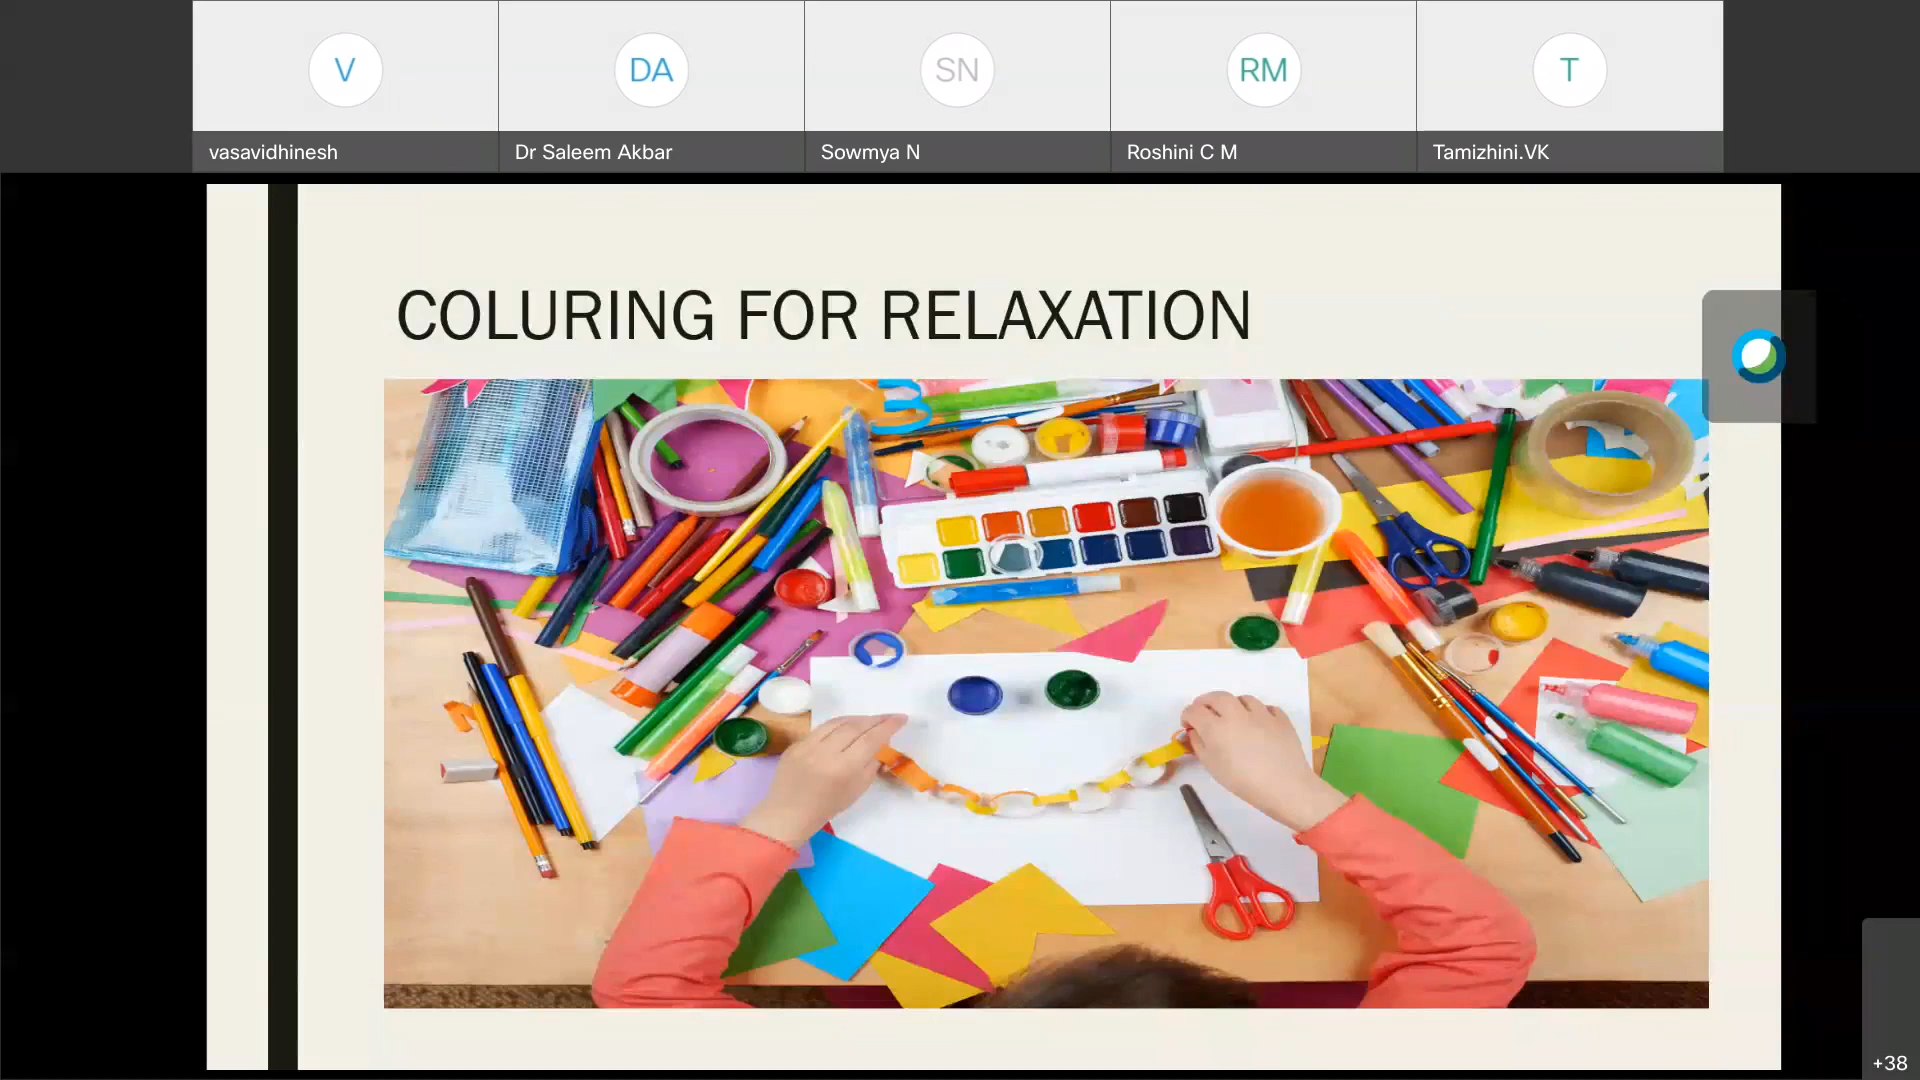 V
DA
SN
RM
T
vasavidhinesh
Dr Saleem Akbar
Sowmya N
Roshini C M
Tamizhini.VK
COLURING FOR RELAXATION
+38